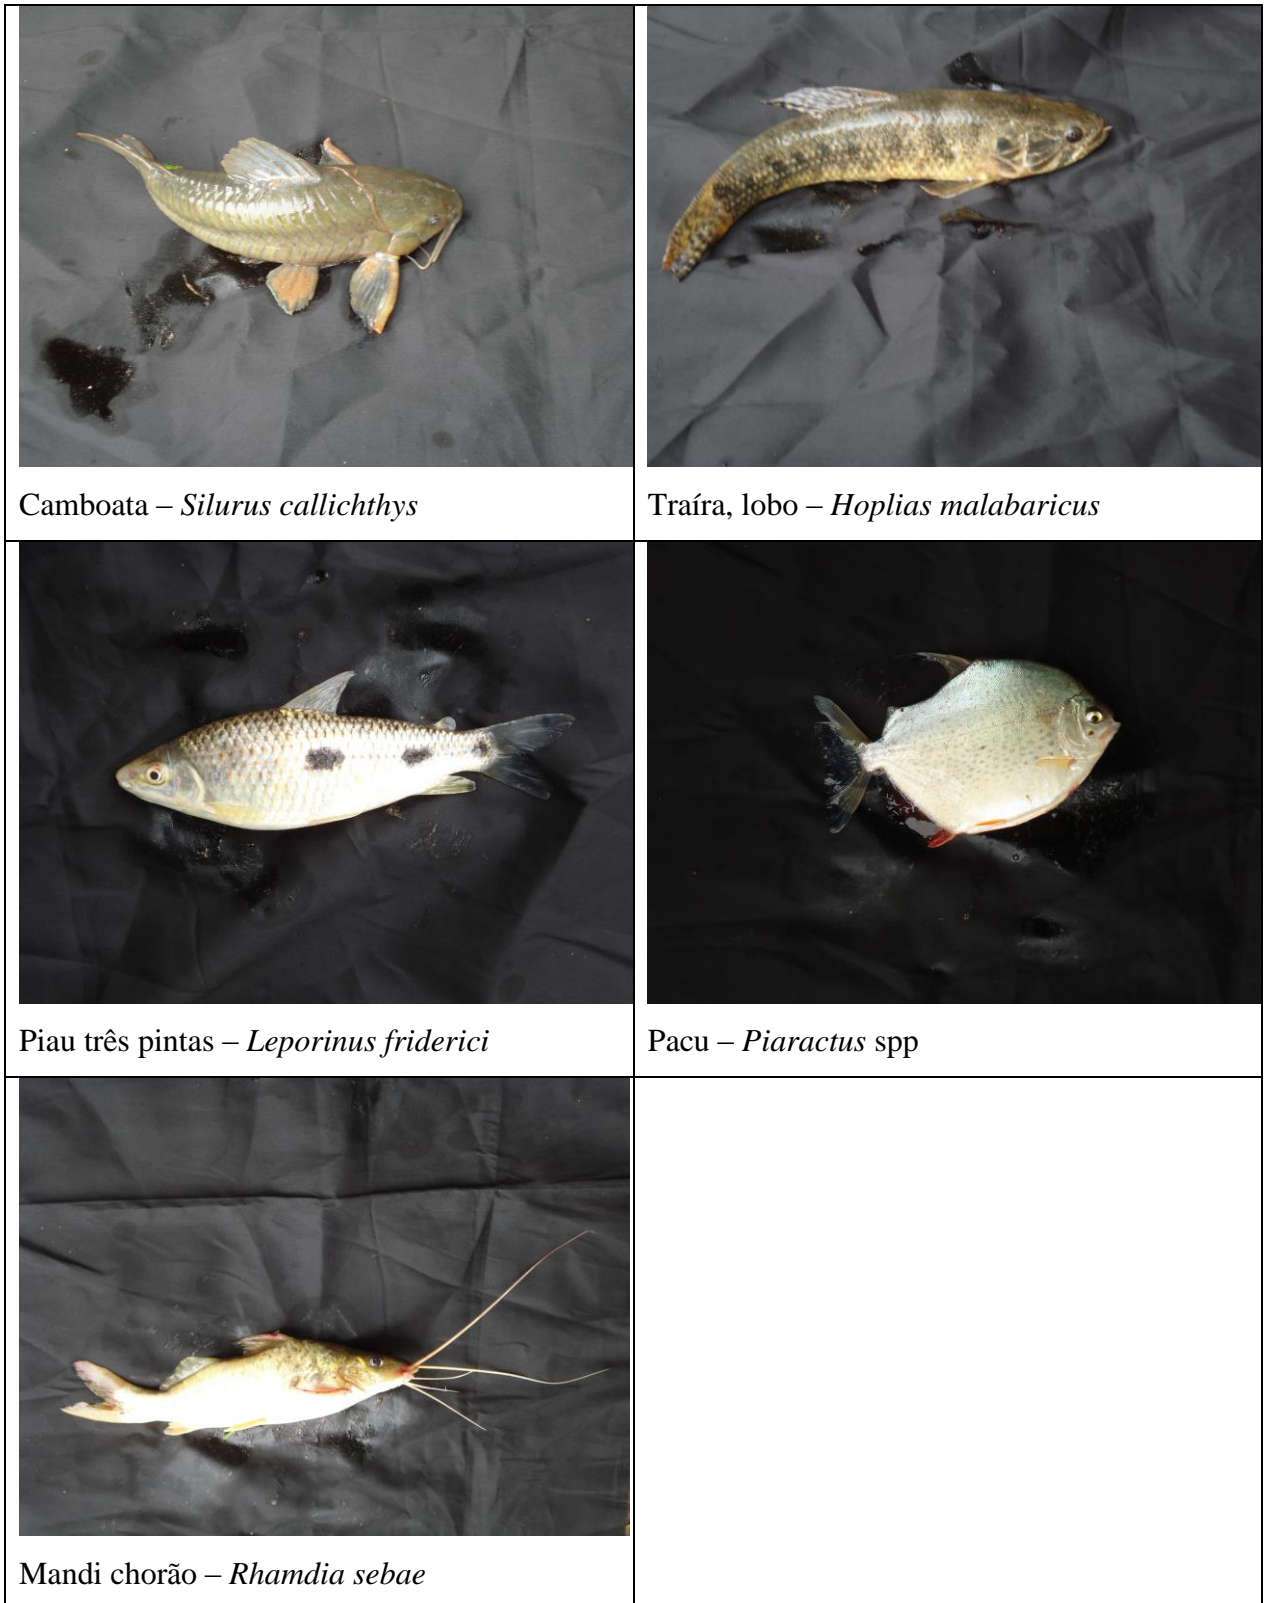 Camboata – Silurus callichthys
Traíra, lobo – Hoplias malabaricus
Piau três pintas – Leporinus friderici
Pacu – Piaractus spp
Mandi chorão – Rhamdia sebae